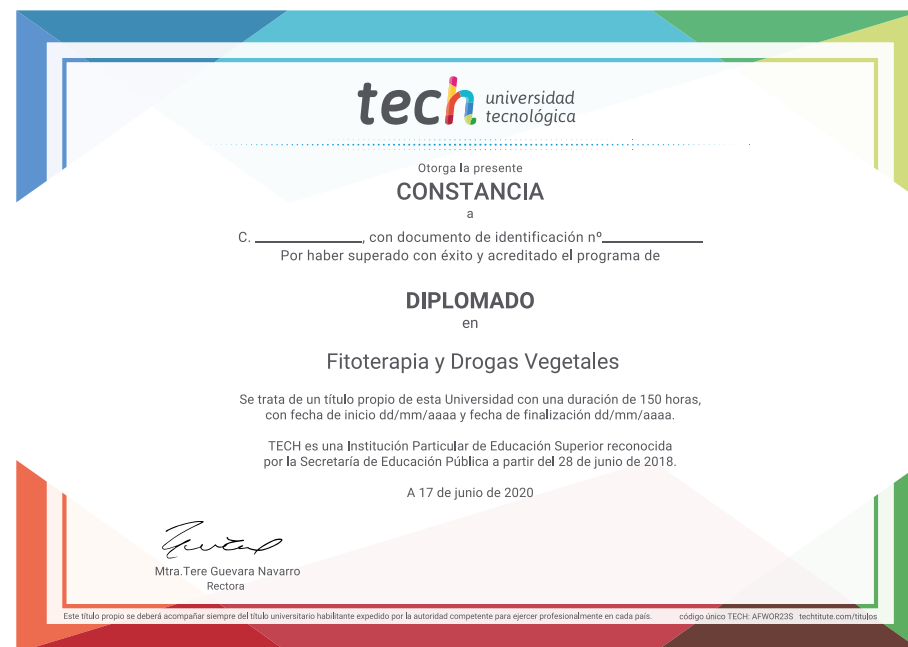 tech universidad
tecnológica
Otorga la presente
CONSTANCIA
a
C. ____________, con documento de identificación nº____________
Por haber superado con éxito y acreditado el programa de
DIPLOMADO
en
Fitoterapia y Drogas Vegetales
Se trata de un título propio de esta Universidad con una duración de 150 horas,
con fecha de inicio dd/mm/aaaa y fecha de finalización dd/mm/aaaa.
TECH es una Institución Particular de Educación Superior reconocida
por la Secretaría de Educación Pública a partir del 28 de junio de 2018.
A 17 de junio de 2020
Mtra.Tere Guevara Navarro
Rectora
Este título propio se deberá acompañar siempre del título universitario habilitante expedido por la autoridad competente para ejercer profesionalmente en cada país. código único TECH: AFWOR23S techtitute.com/titulos